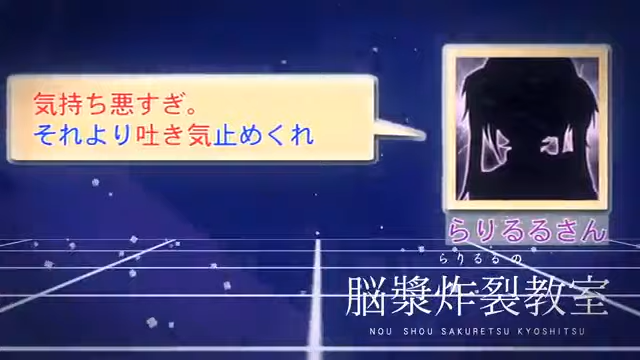 気持ち悪すぎ。
それより吐き気止めくれ
らりるるさん
らりるるの
脳漿炸裂教室
NOU SHOU SAKURETSU KYOSHITSU